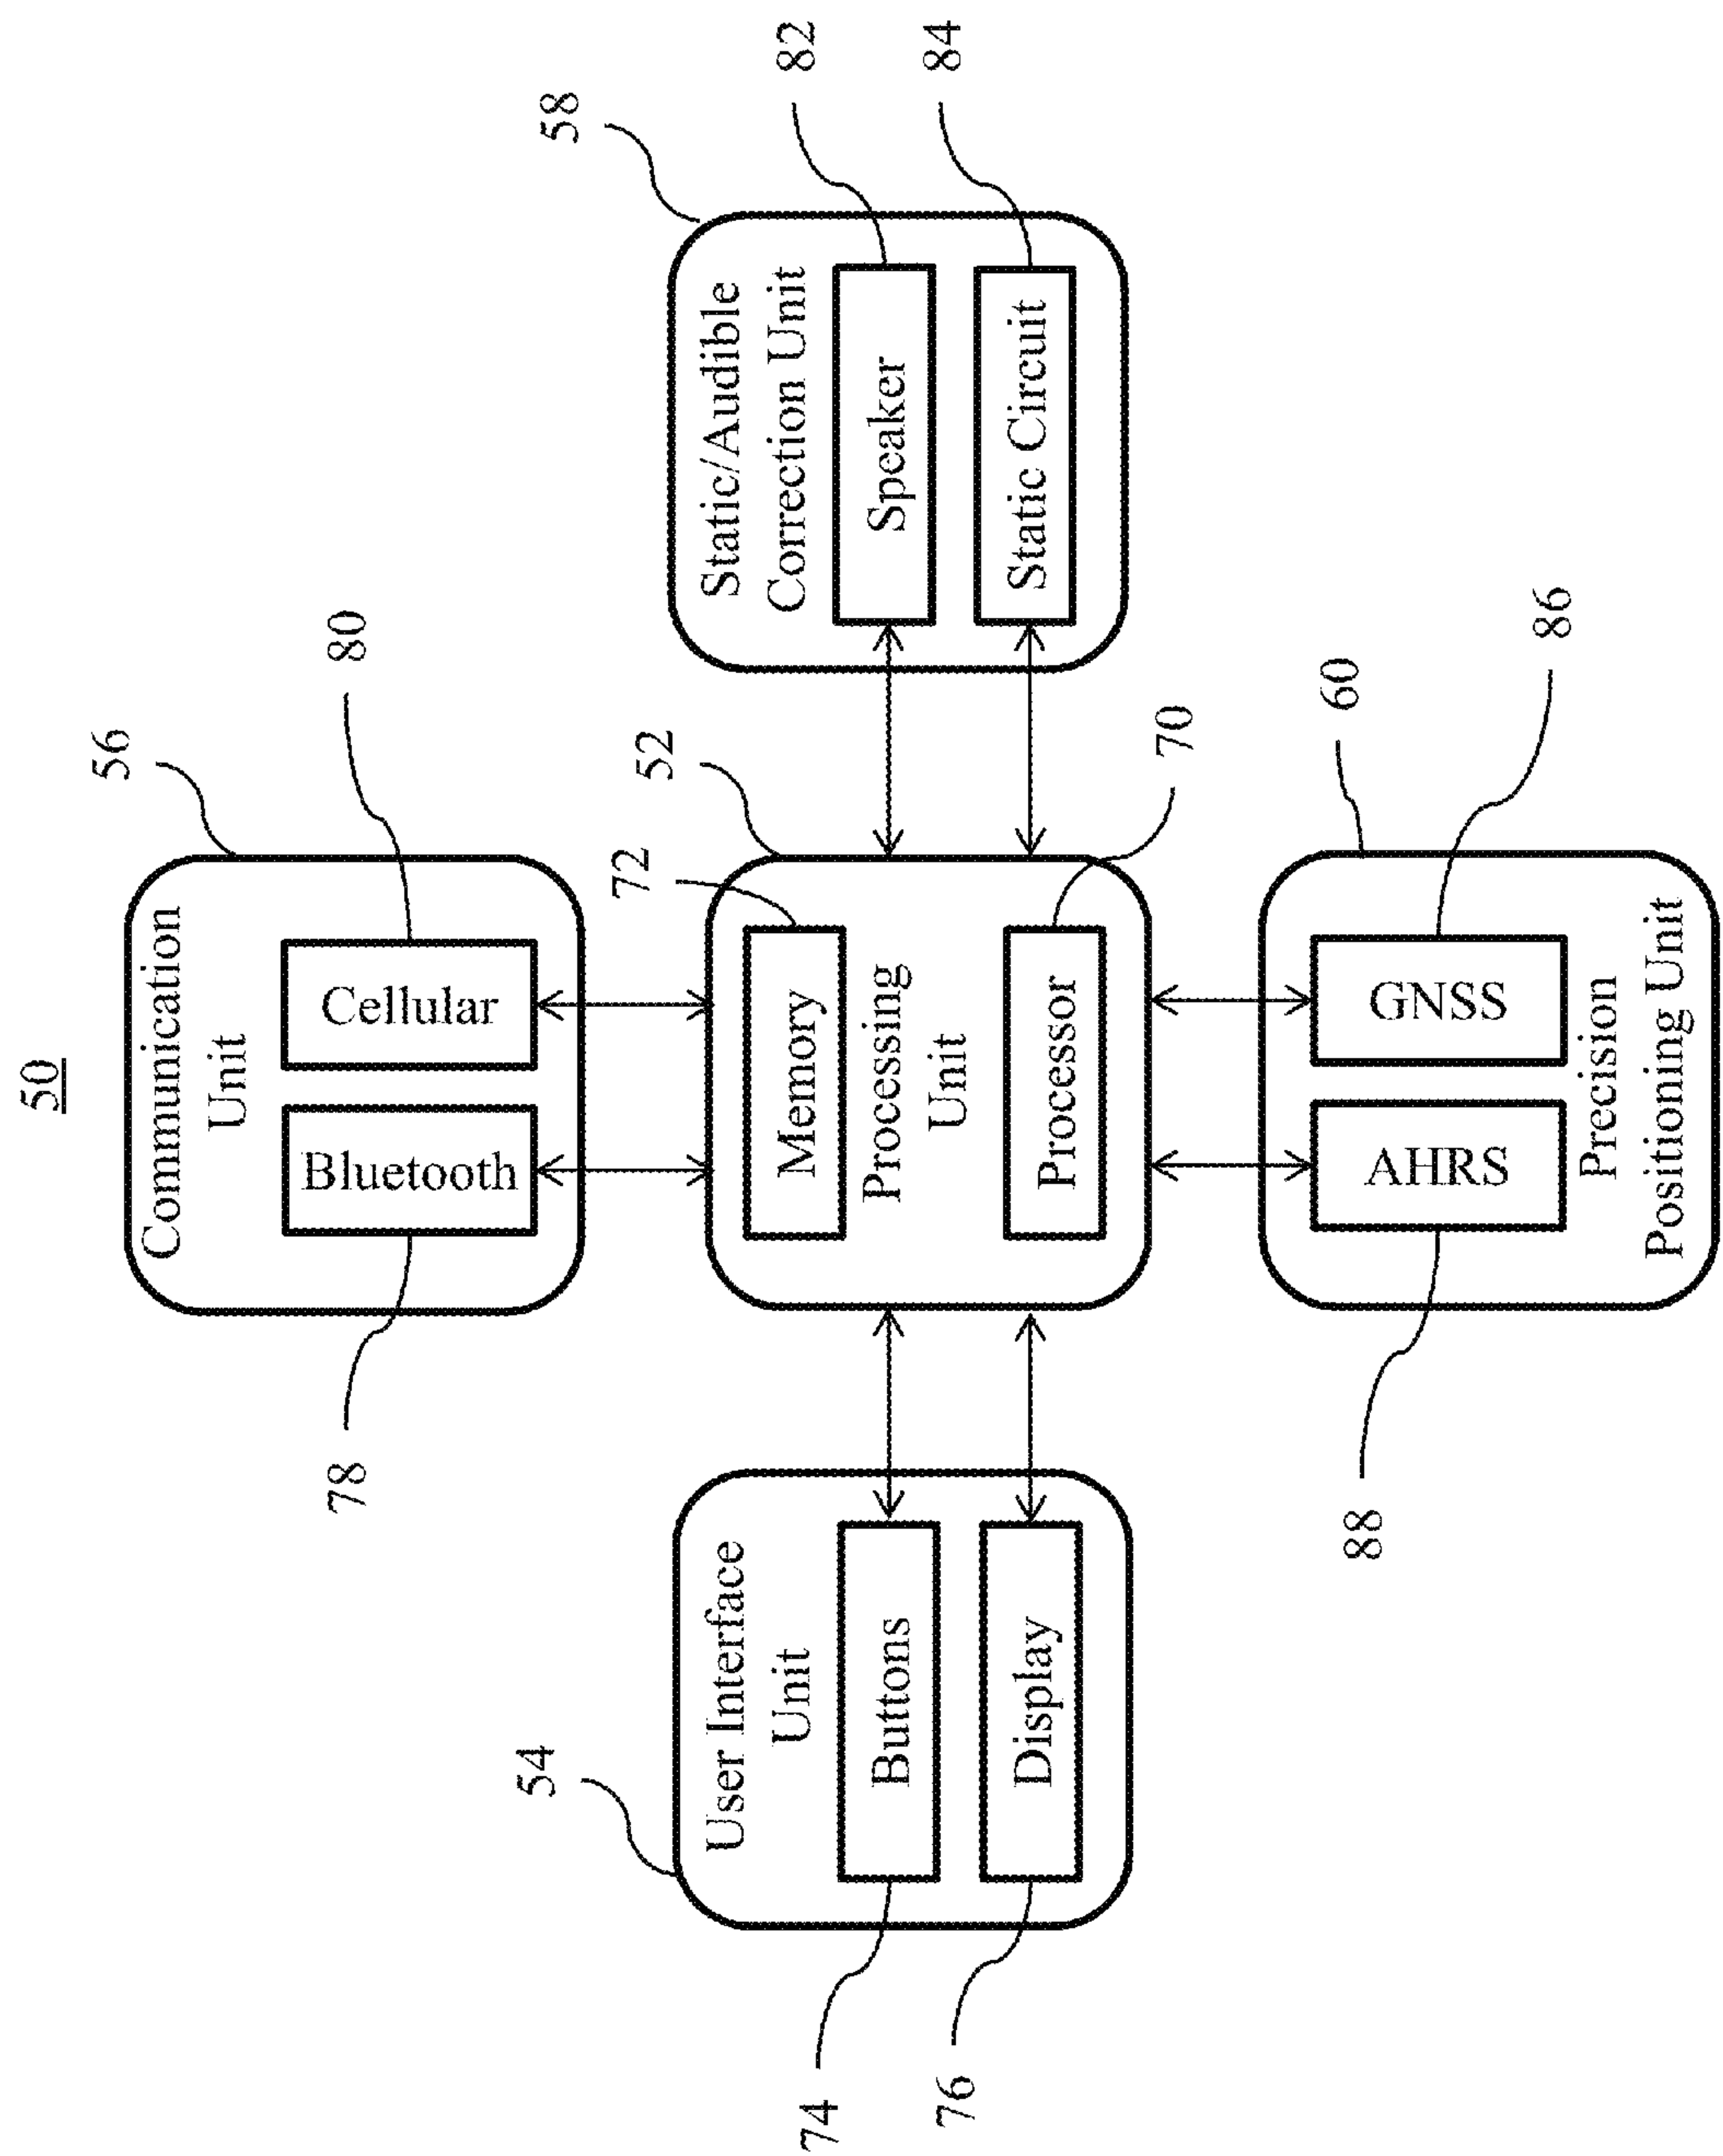 50
56
Communication
Unit
78
Bluetooth
Cellular
80
54
User Interface
Unit
74
Buttons
76
Display
72
52
Memory
Processing
Unit
Processor
70
58
Static/Audible
Correction Unit
Speaker
82
Static Circuit
84
60
88
AHRS
GNSS
86
Precision
Positioning Unit